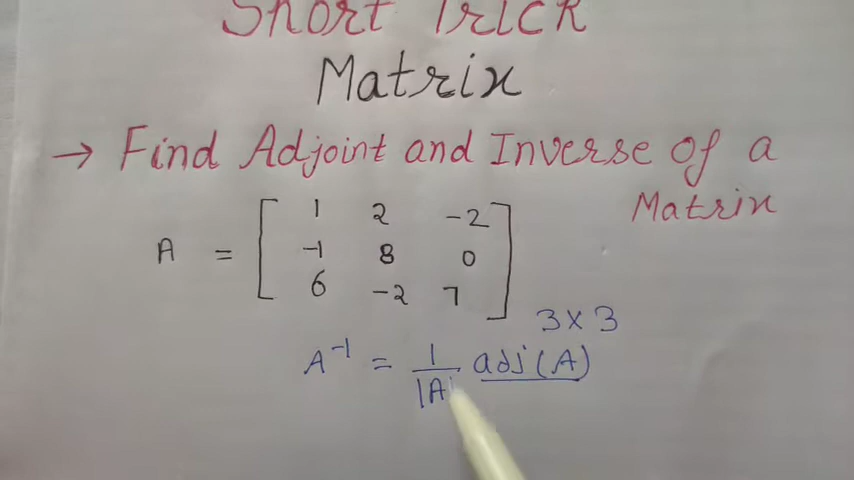 Short Trick
Matrix
→ Find Adjoint and Inverse of a
Matrix
A = [ 1 2 -2
-1 8 0
6 -2 7 ] 3 x 3
A⁻¹ = 1/|A| adj(A)